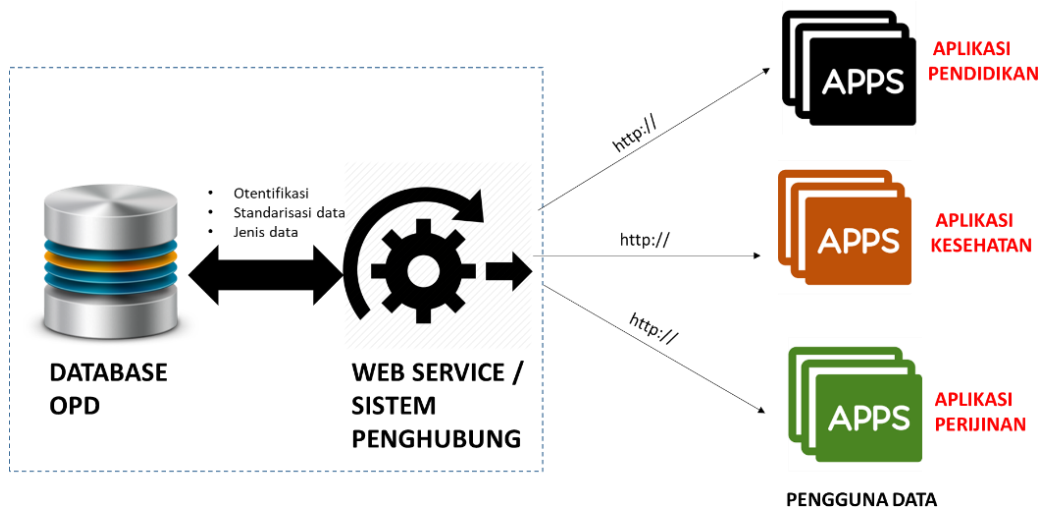 APPS
APLIKASI
PENDIDIKAN
http://
• Otentifikasi
• Standarisasi data
• Jenis data
http://
APPS
APLIKASI
KESEHATAN
http://
DATABASE
OPD
WEB SERVICE /
SISTEM
PENGHUBUNG
APPS
APLIKASI
PERIJINAN
PENGGUNA DATA